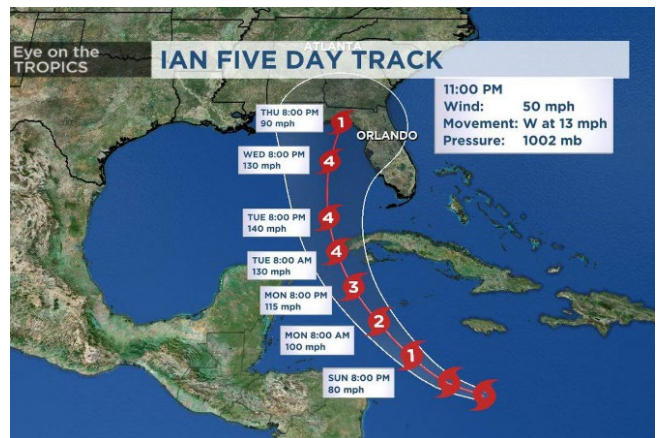 Eye on the
TROPICS
IAN FIVE DAY TRACK
ATLANTA
11:00 PM
Wind: 50 mph
Movement: W at 13 mph
Pressure: 1002 mb
THU 8:00 PM
90 mph
1
ORLANDO
WED 8:00 PM
130 mph
4
TUE 8:00 PM
140 mph
4
TUE 8:00 AM
130 mph
4
MON 8:00 PM
115 mph
3
MON 8:00 AM
100 mph
2
SUN 8:00 PM
80 mph
1